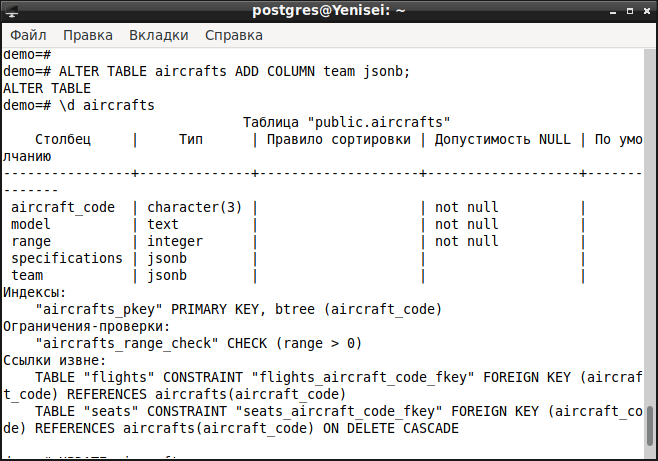 postgres@Yenisei: ~
Файл Правка Вкладки Справка
demo=#
demo=# ALTER TABLE aircrafts ADD COLUMN team jsonb;
ALTER TABLE
demo=# \d aircrafts
Таблица "public.aircrafts"
Столбец | Тип | Правило сортировки | Допустимость NULL | По умо
лчанию
----------------+--------------+--------------------+-------------------+-------
-------
aircraft_code | character(3) | | not null |
model | text | | not null |
range | integer | | not null |
specifications | jsonb | | |
team | jsonb | | |
Индексы:
"aircrafts_pkey" PRIMARY KEY, btree (aircraft_code)
Ограничения-проверки:
"aircrafts_range_check" CHECK (range > 0)
Ссылки извне:
TABLE "flights" CONSTRAINT "flights_aircraft_code_fkey" FOREIGN KEY (aircraf
t_code) REFERENCES aircrafts(aircraft_code)
TABLE "seats" CONSTRAINT "seats_aircraft_code_fkey" FOREIGN KEY (aircraft_co
de) REFERENCES aircrafts(aircraft_code) ON DELETE CASCADE